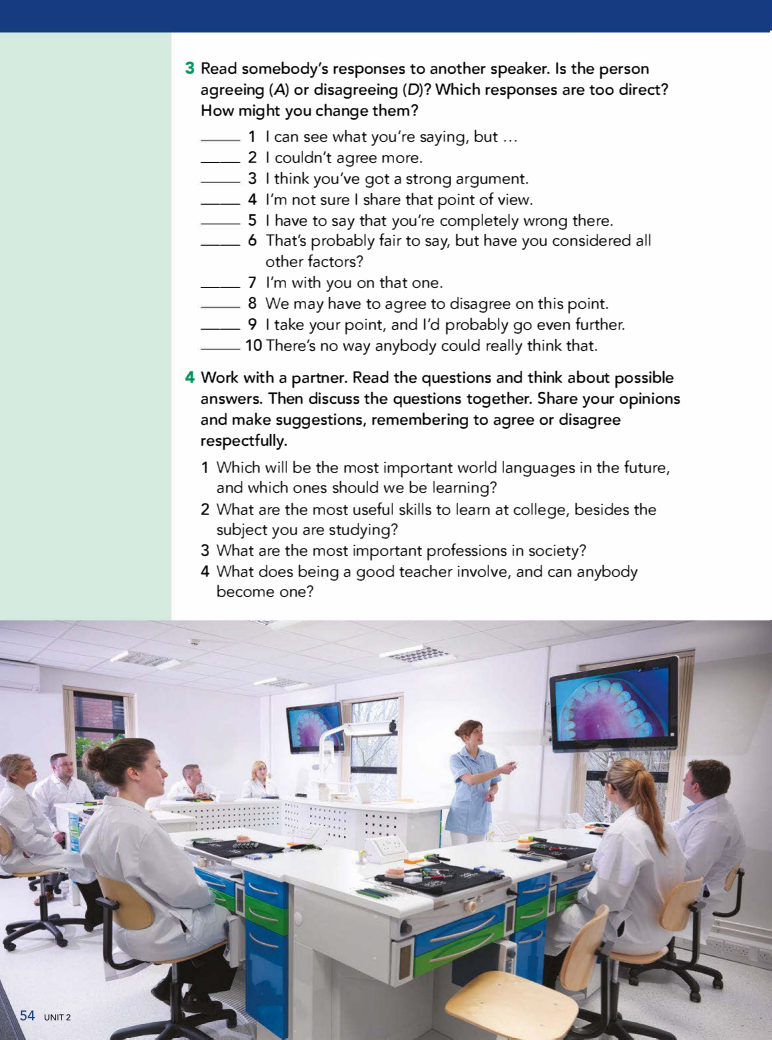 3 Read somebody's responses to another speaker. Is the person
agreeing (A) or disagreeing (D)? Which responses are too direct?
How might you change them?
_____ 1 I can see what you're saying, but …
_____ 2 I couldn't agree more.
_____ 3 I think you've got a strong argument.
_____ 4 I'm not sure I share that point of view.
_____ 5 I have to say that you're completely wrong there.
_____ 6 That's probably fair to say, but have you considered all
other factors?
_____ 7 I'm with you on that one.
_____ 8 We may have to agree to disagree on this point.
_____ 9 I take your point, and I'd probably go even further.
_____ 10 There's no way anybody could really think that.
4 Work with a partner. Read the questions and think about possible
answers. Then discuss the questions together. Share your opinions
and make suggestions, remembering to agree or disagree
respectfully.
1 Which will be the most important world languages in the future,
and which ones should we be learning?
2 What are the most useful skills to learn at college, besides the
subject you are studying?
3 What are the most important professions in society?
4 What does being a good teacher involve, and can anybody
become one?
54 UNIT 2